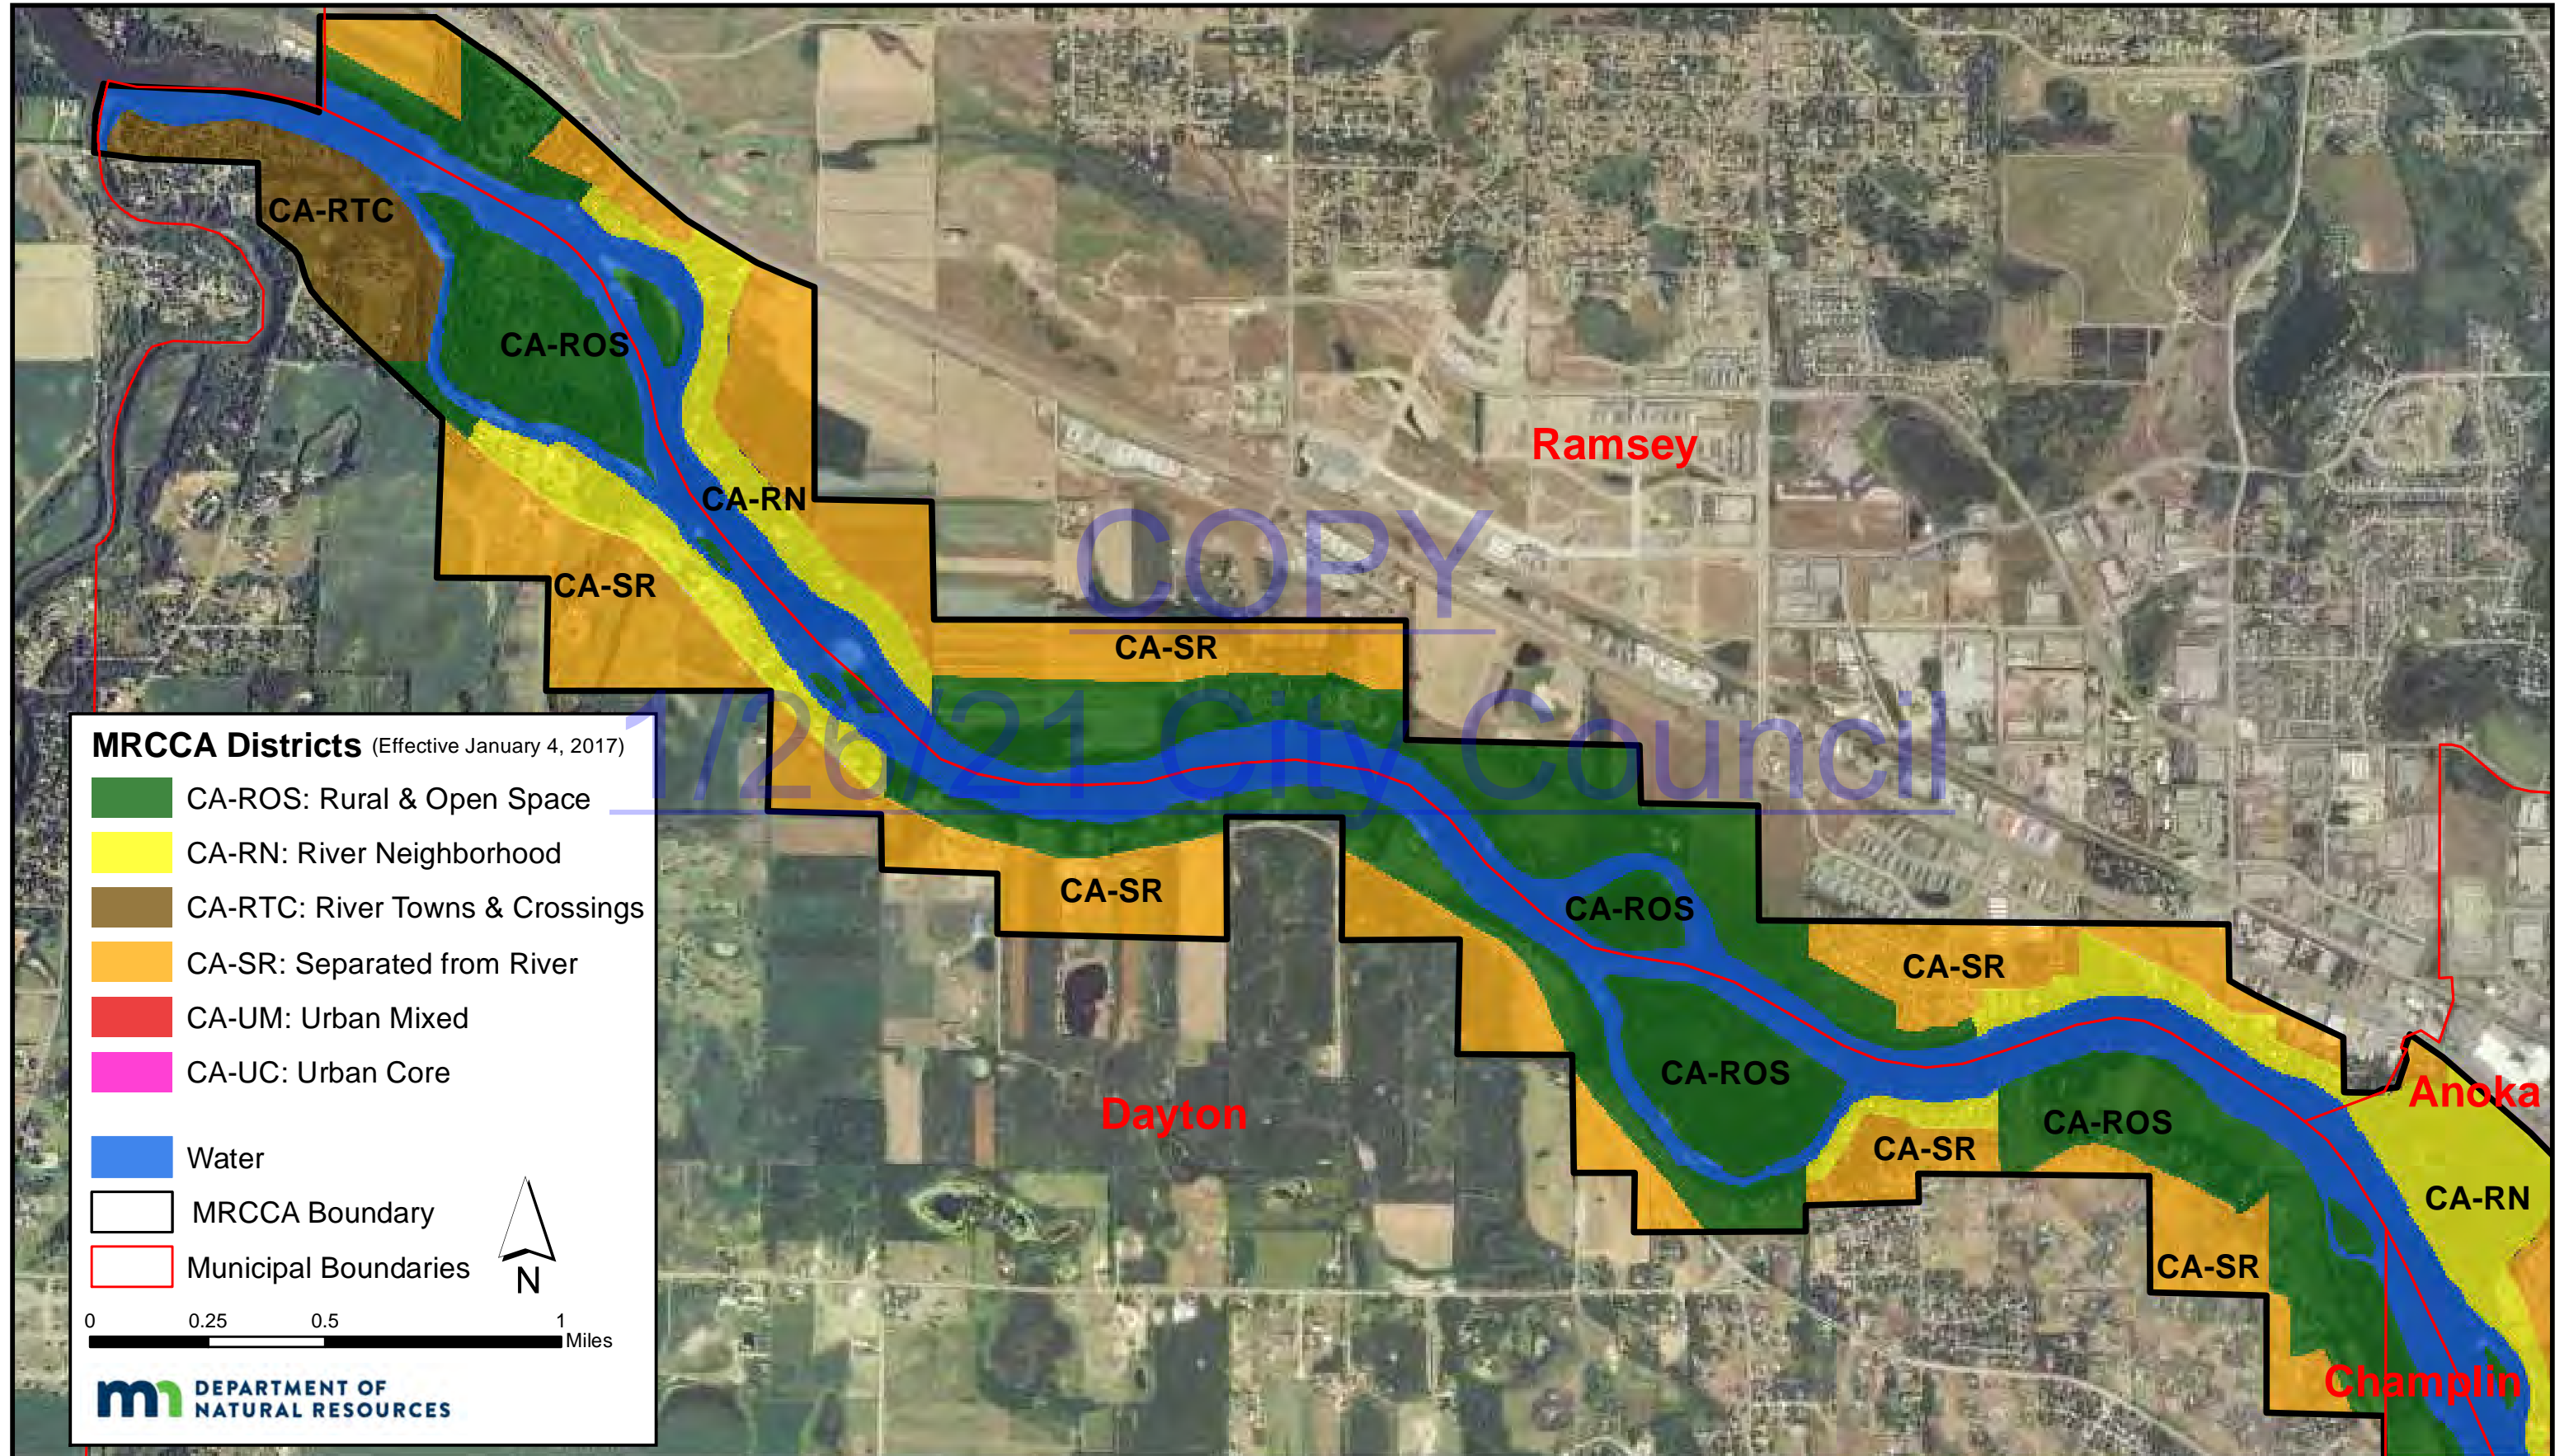 CA-RTC
CA-ROS
Ramsey
CA-RN
COPY
CA-SR
CA-SR
1/26/21 City Council
CA-SR
CA-ROS
CA-SR
CA-ROS
Dayton
Anoka
CA-ROS
CA-SR
CA-RN
CA-SR
Champlin
MRCCA Districts (Effective January 4, 2017)
CA-ROS: Rural & Open Space
CA-RN: River Neighborhood
CA-RTC: River Towns & Crossings
CA-SR: Separated from River
CA-UM: Urban Mixed
CA-UC: Urban Core
Water
MRCCA Boundary
Municipal Boundaries
N
0 0.25 0.5 1
Miles
mn DEPARTMENT OF
NATURAL RESOURCES